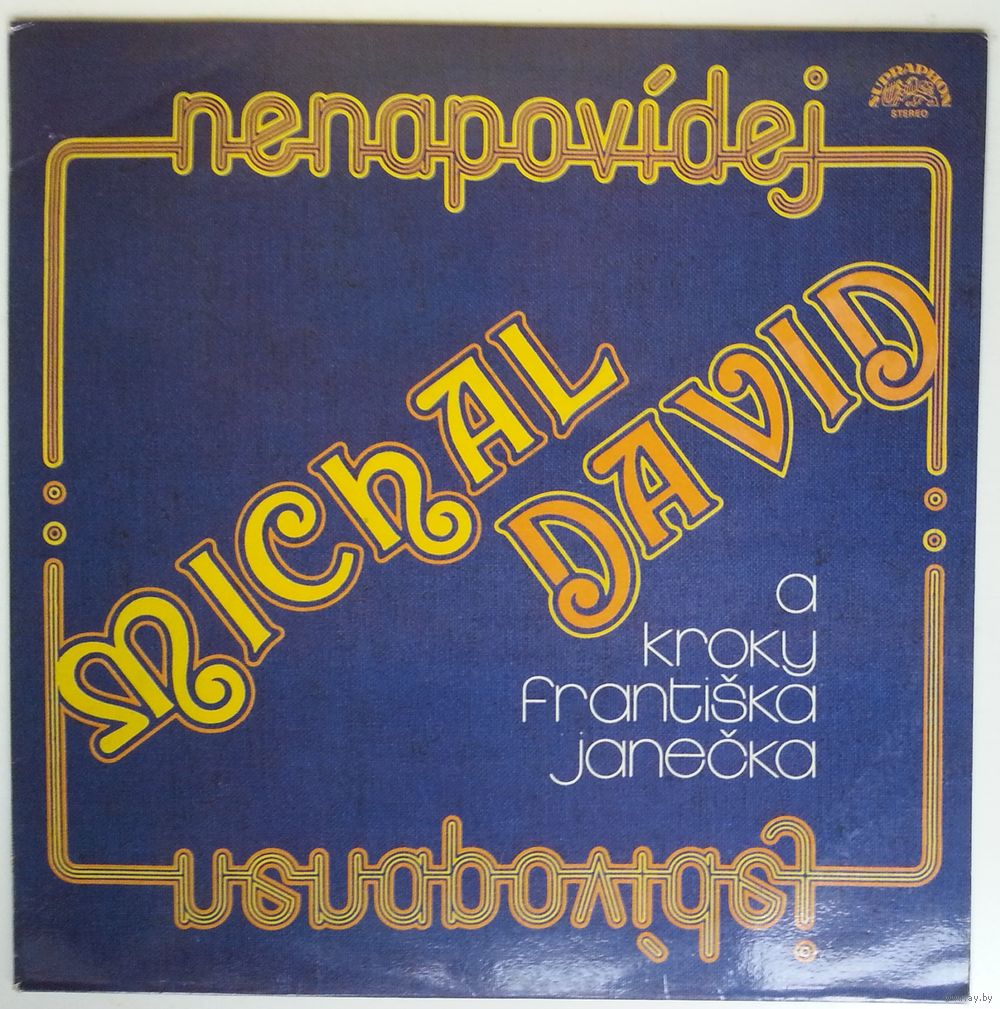 nenapovídej
SUPRAPHON
STEREO
MICHAL
DAVID
a
kroky
františka
janečka
nenapovídej